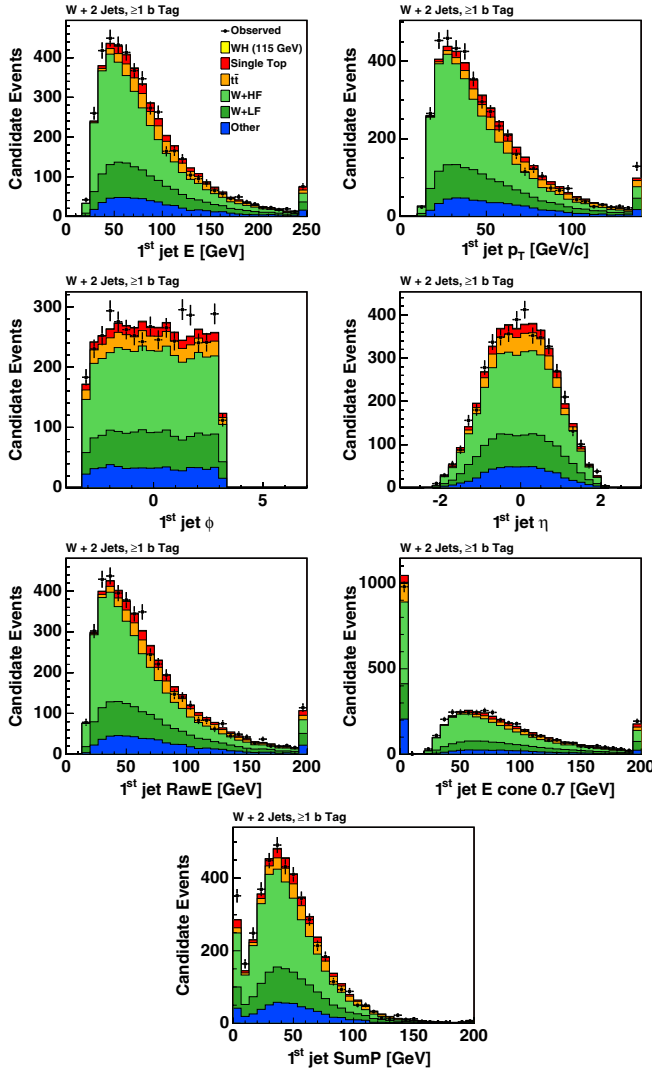 W + 2 Jets, ≥1 b Tag
Candidate Events
400
300
200
100
0
0 50 100 150 200 250
1st jet E [GeV]
Observed
WH (115 GeV)
Single Top
tt̄
W+HF
W+LF
Other
W + 2 Jets, ≥1 b Tag
Candidate Events
400
200
0
0 50 100
1st jet pT [GeV/c]
W + 2 Jets, ≥1 b Tag
Candidate Events
300
200
100
0
0 5
1st jet ϕ
W + 2 Jets, ≥1 b Tag
Candidate Events
400
300
200
100
0
-2 0 2
1st jet η
W + 2 Jets, ≥1 b Tag
Candidate Events
400
300
200
100
0
0 50 100 150 200
1st jet RawE [GeV]
W + 2 Jets, ≥1 b Tag
Candidate Events
1000
500
0
0 50 100 150 200
1st jet E cone 0.7 [GeV]
W + 2 Jets, ≥1 b Tag
Candidate Events
400
200
0
0 50 100 150 200
1st jet SumP [GeV]